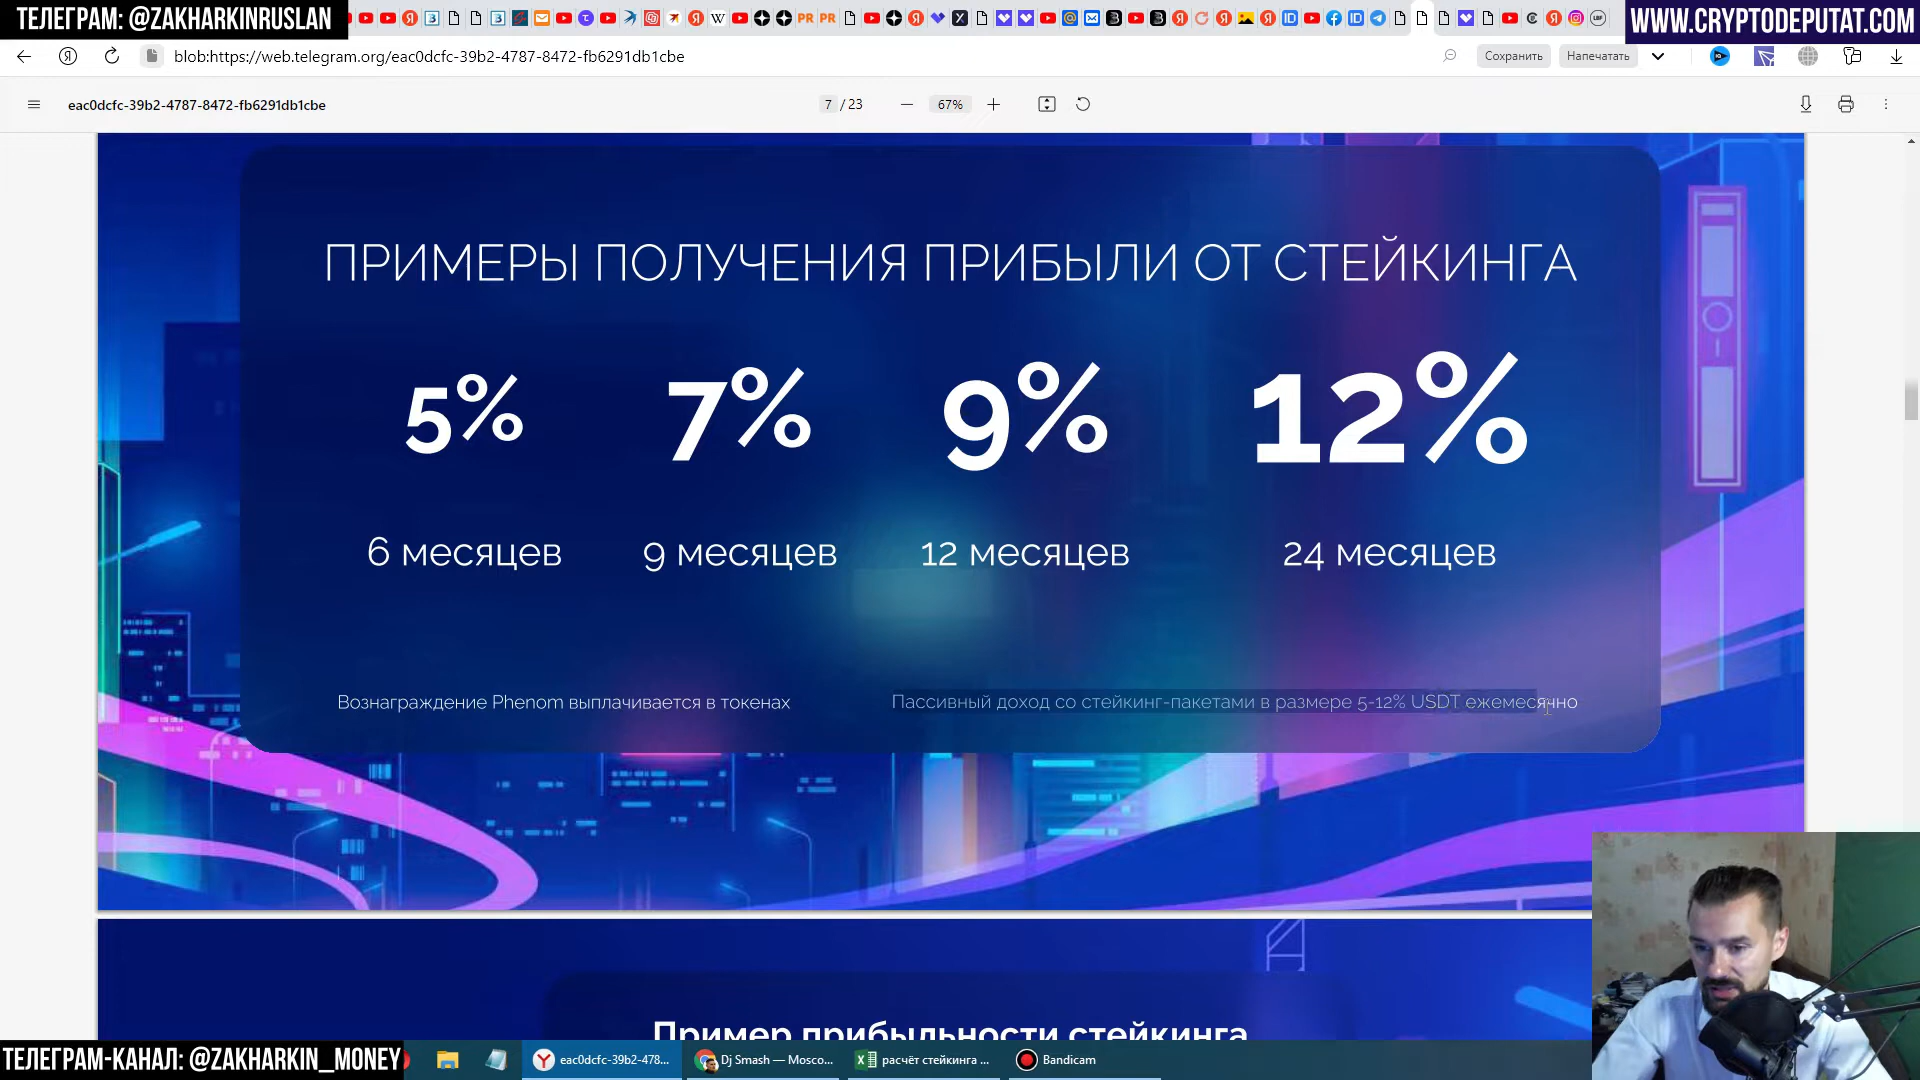 ТЕЛЕГРАМ: @ZAKHARKINRUSLAN
WWW.CRYPTODEPUTAT.COM
blob:https://web.telegram.org/eac0dcfc-39b2-4787-8472-fb6291db1cbe
Сохранить
Напечатать
eac0dcfc-39b2-4787-8472-fb6291db1cbe
7 / 23
67%
ПРИМЕРЫ ПОЛУЧЕНИЯ ПРИБЫЛИ ОТ СТЕЙКИНГА
5% 7% 9% 12%
6 месяцев 9 месяцев 12 месяцев 24 месяцев
Вознаграждение Phenom выплачивается в токенах
Пассивный доход со стейкинг-пакетами в размере 5-12% USDT ежемесячно
Пример прибыльности стейкинга
ТЕЛЕГРАМ-КАНАЛ: @ZAKHARKIN_MONEY
eac0dcfc-39b2-478...
Dj Smash — Mosco...
расчёт стейкинга ...
Bandicam